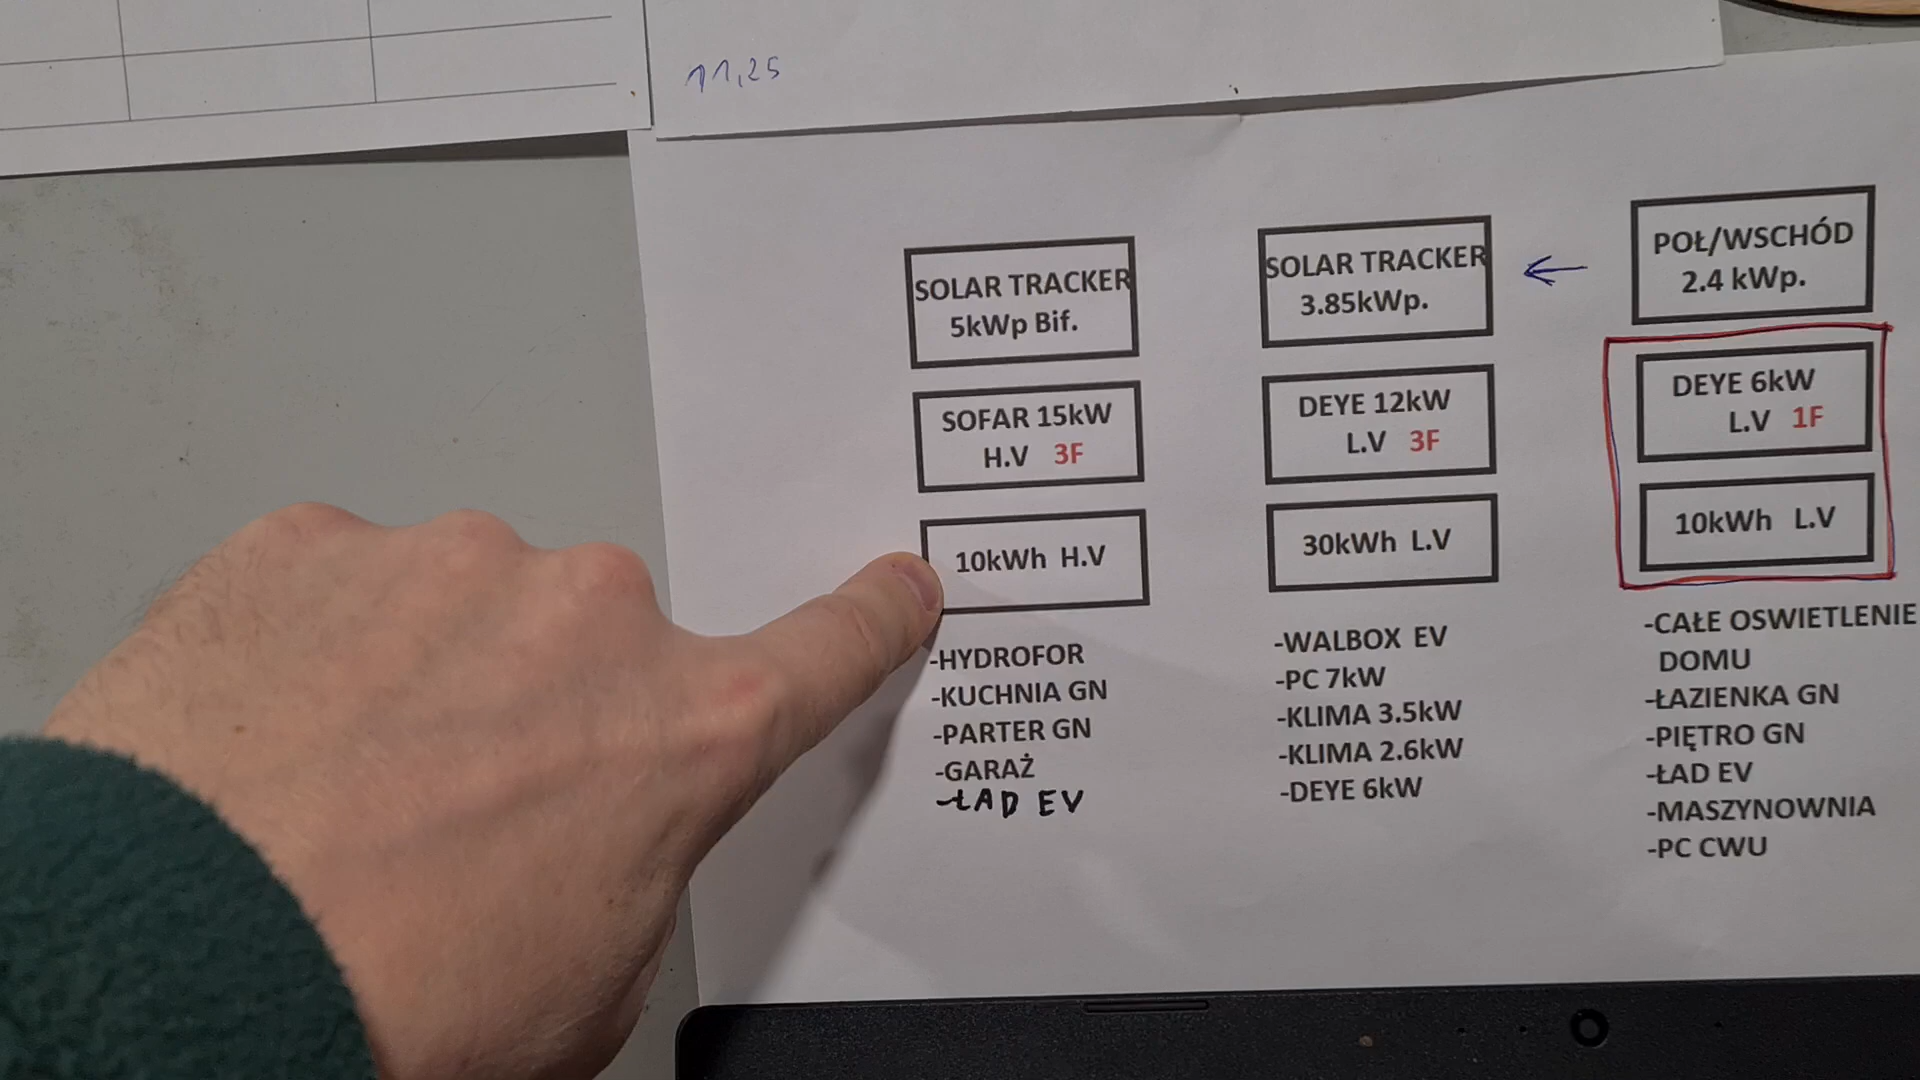 11,25
SOLAR TRACKER
5kWp Bif.
SOFAR 15kW
H.V 3F
10kWh H.V
-HYDROFOR
-KUCHNIA GN
-PARTER GN
-GARAŻ
-ŁAD EV
SOLAR TRACKER
3.85kWp.
DEYE 12kW
L.V 3F
30kWh L.V
-WALBOX EV
-PC 7kW
-KLIMA 3.5kW
-KLIMA 2.6kW
-DEYE 6kW
POŁ/WSCHÓD
2.4 kWp.
DEYE 6kW
L.V 1F
10kWh L.V
-CAŁE OSWIETLENIE
DOMU
-ŁAZIENKA GN
-PIĘTRO GN
-ŁAD EV
-MASZYNOWNIA
-PC CWU